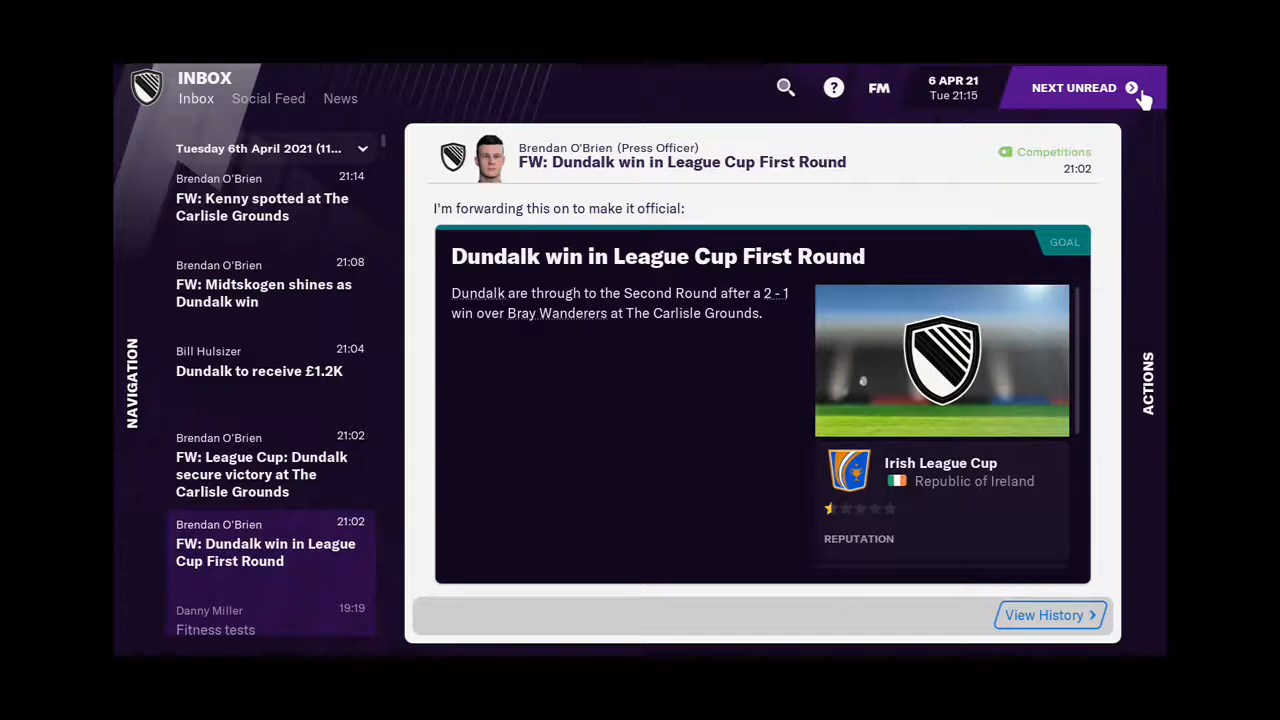 INBOX
Inbox Social Feed News
?
FM
6 APR 21
Tue 21:15
NEXT UNREAD
NAVIGATION
Tuesday 6th April 2021 (11...
Brendan O'Brien 21:14
FW: Kenny spotted at The
Carlisle Grounds
Brendan O'Brien 21:08
FW: Midtskogen shines as
Dundalk win
Bill Hulsizer 21:04
Dundalk to receive £1.2K
Brendan O'Brien 21:02
FW: League Cup: Dundalk
secure victory at The
Carlisle Grounds
Brendan O'Brien 21:02
FW: Dundalk win in League
Cup First Round
Danny Miller 19:19
Fitness tests
Brendan O'Brien (Press Officer)
FW: Dundalk win in League Cup First Round
Competitions
21:02
I'm forwarding this on to make it official:
GOAL
Dundalk win in League Cup First Round
Dundalk are through to the Second Round after a 2 - 1
win over Bray Wanderers at The Carlisle Grounds.
Irish League Cup
Republic of Ireland
REPUTATION
View History
ACTIONS